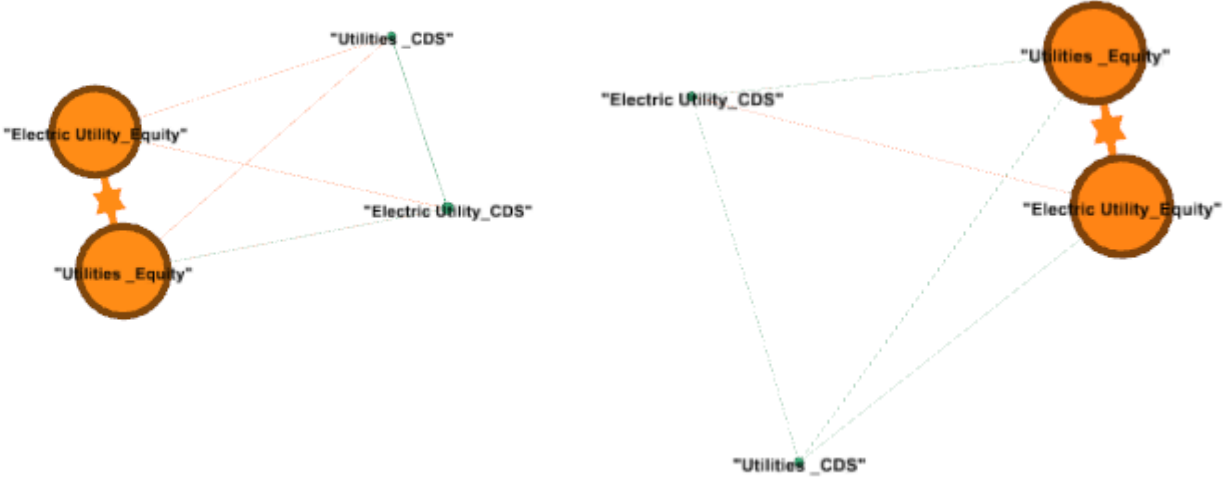 "Utilities _CDS"
"Electric Utility_Equity"
"Electric Utility_CDS"
"Utilities _Equity"
"Utilities _Equity"
"Electric Utility_CDS"
"Electric Utility_Equity"
"Utilities _CDS"